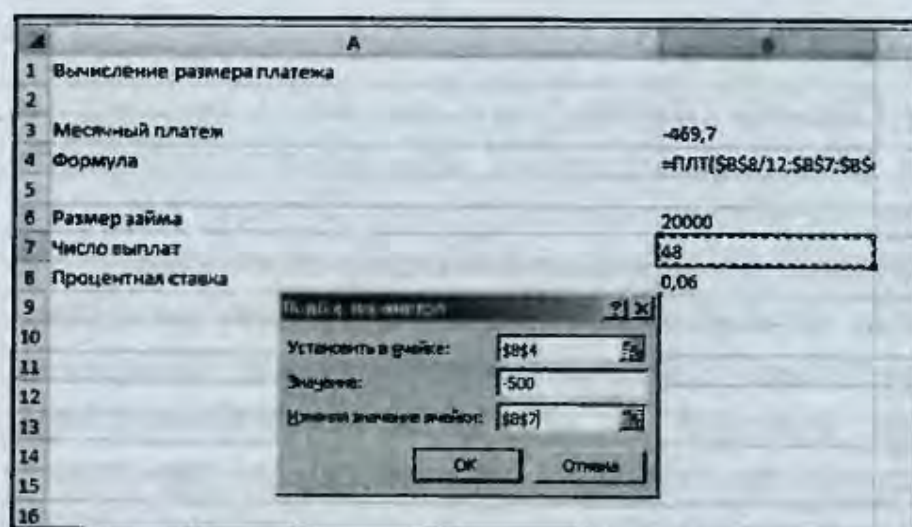 A
1 Вычисление размера платежа
2
3 Месячный платеж -469,7
4 Формула =ПЛТ($B$8/12;$B$7;$B$
5
6 Размер займа 20000
7 Число выплат 48
8 Процентная ставка 0,06
9
10 Установить в ячейке: $B$4
11
12 Значение: -500
13 Изменяя значение ячейки: $B$7
14 ОК Отмена
15
16